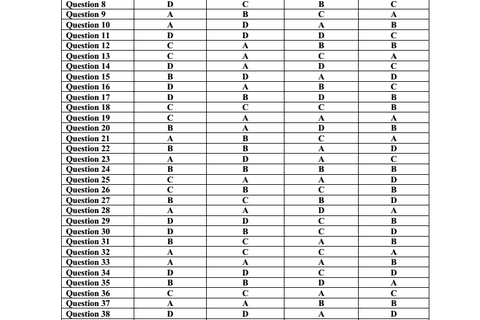 Question 8 D C B C
Question 9 A B C A
Question 10 A D A B
Question 11 D D D C
Question 12 C A B B
Question 13 C A C A
Question 14 D A D C
Question 15 B D A D
Question 16 D A B C
Question 17 D B D B
Question 18 C C C B
Question 19 C A A A
Question 20 B A D B
Question 21 A B C A
Question 22 B B A D
Question 23 A D A C
Question 24 B B B B
Question 25 C A A D
Question 26 C B C B
Question 27 B C B D
Question 28 A A D A
Question 29 D D C B
Question 30 D B C D
Question 31 B C A B
Question 32 A C C A
Question 33 A A A B
Question 34 D D C D
Question 35 B B D A
Question 36 C C A C
Question 37 A A B B
Question 38 D D A D